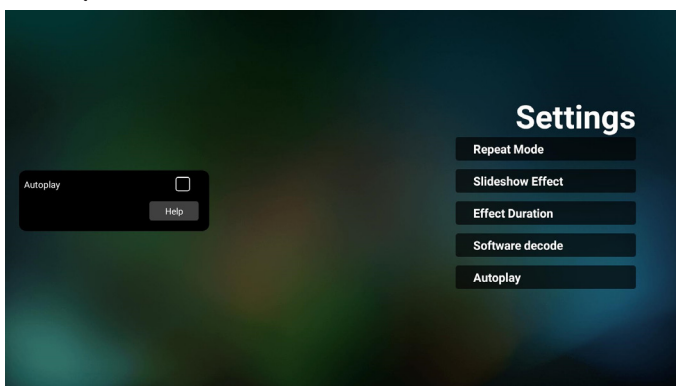 Settings
Repeat Mode
Slideshow Effect
Effect Duration
Software decode
Autoplay
Autoplay
Help